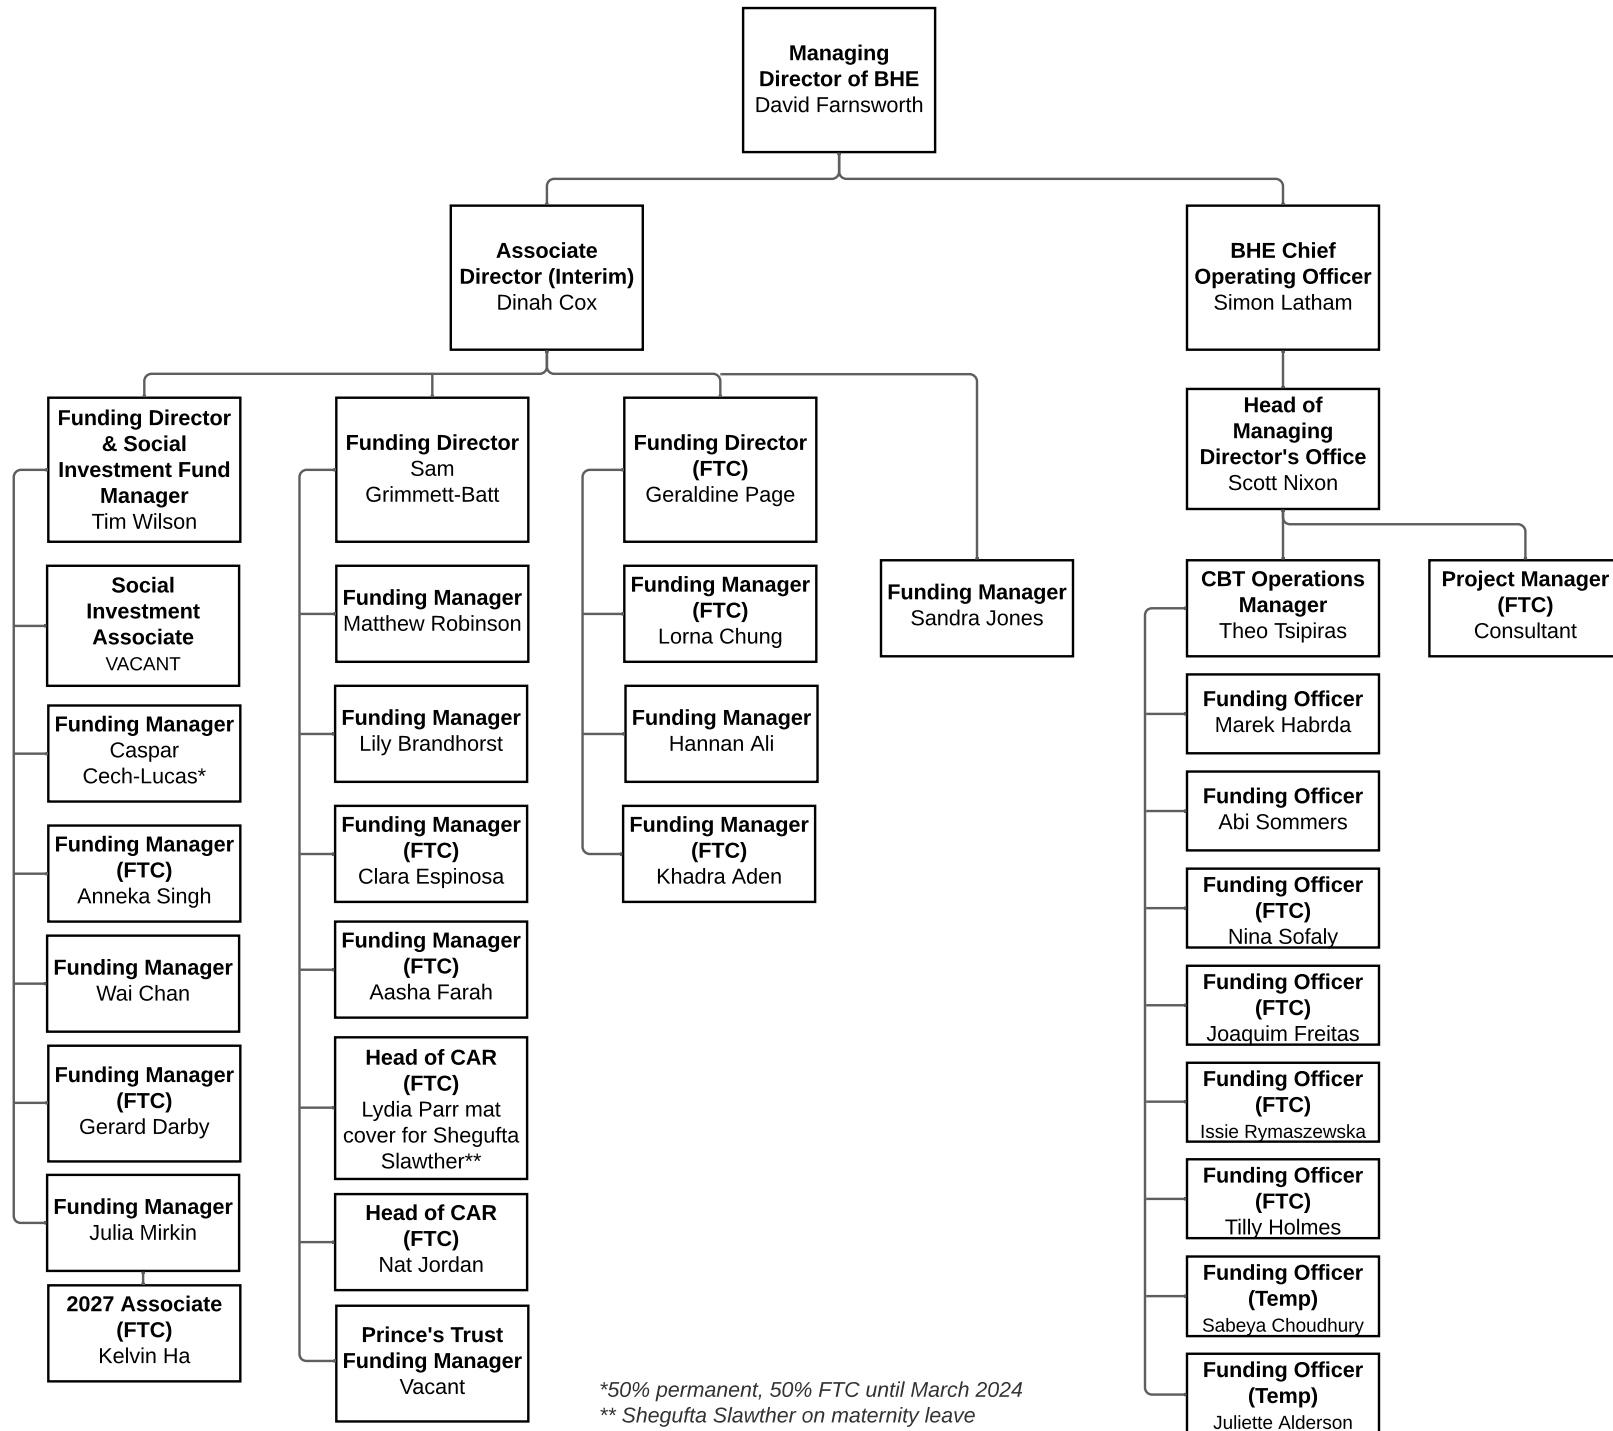 Managing
Director of BHE
David Farnsworth
Associate
Director (Interim)
Dinah Cox
BHE Chief
Operating Officer
Simon Latham
Funding Director
& Social
Investment Fund
Manager
Tim Wilson
Funding Director
Sam
Grimmett-Batt
Funding Director
(FTC)
Geraldine Page
Head of
Managing
Director's Office
Scott Nixon
Social
Investment
Associate
VACANT
Funding Manager
Caspar
Cech-Lucas*
Funding Manager
(FTC)
Anneka Singh
Funding Manager
Wai Chan
Funding Manager
(FTC)
Gerard Darby
Funding Manager
Julia Mirkin
2027 Associate
(FTC)
Kelvin Ha
Funding Manager
Matthew Robinson
Funding Manager
Lily Brandhorst
Funding Manager
(FTC)
Clara Espinosa
Funding Manager
(FTC)
Aasha Farah
Head of CAR
(FTC)
Lydia Parr mat
cover for Shegufta
Slawther**
Head of CAR
(FTC)
Nat Jordan
Prince's Trust
Funding Manager
Vacant
Funding Manager
(FTC)
Lorna Chung
Funding Manager
Hannan Ali
Funding Manager
(FTC)
Khadra Aden
Funding Manager
Sandra Jones
CBT Operations
Manager
Theo Tsipiras
Project Manager
(FTC)
Consultant
Funding Officer
Marek Habrda
Funding Officer
Abi Sommers
Funding Officer
(FTC)
Nina Sofaly
Funding Officer
(FTC)
Joaquim Freitas
Funding Officer
(FTC)
Issie Rymaszewska
Funding Officer
(FTC)
Tilly Holmes
Funding Officer
(Temp)
Sabeya Choudhury
Funding Officer
(Temp)
Juliette Alderson
*50% permanent, 50% FTC until March 2024
** Shegufta Slawther on maternity leave